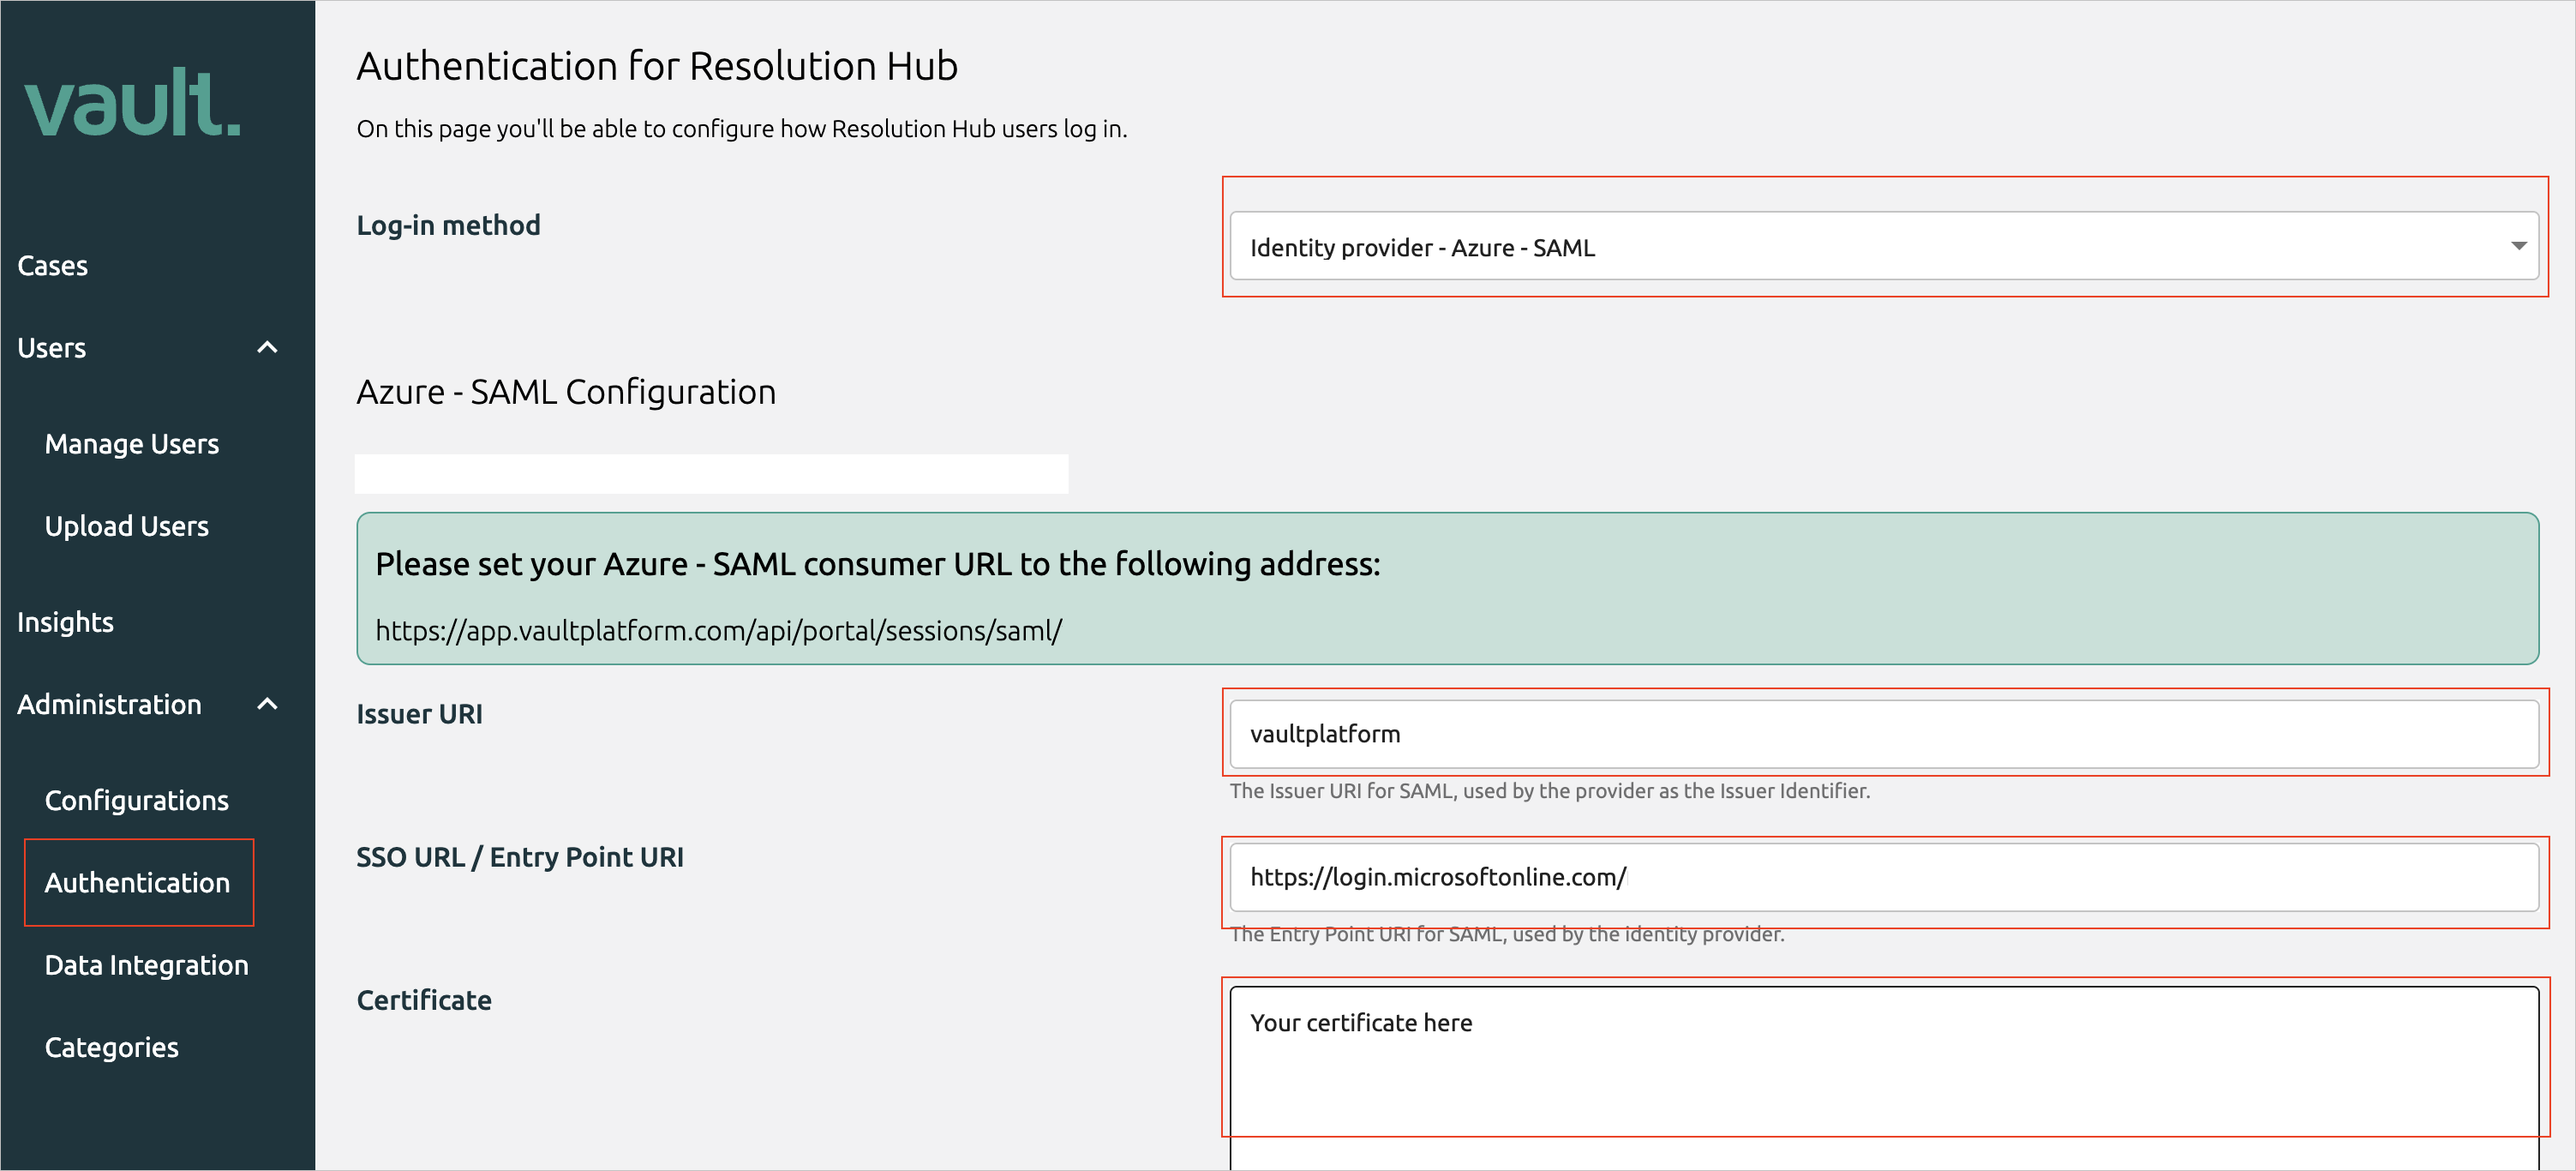 vault.
Cases
Users
Manage Users
Upload Users
Insights
Administration
Configurations
Authentication
Data Integration
Categories
Authentication for Resolution Hub
On this page you'll be able to configure how Resolution Hub users log in.
Log-in method
Identity provider - Azure - SAML
Azure - SAML Configuration
Please set your Azure - SAML consumer URL to the following address:
https://app.vaultplatform.com/api/portal/sessions/saml/
Issuer URI
vaultplatform
The Issuer URI for SAML, used by the provider as the Issuer Identifier.
SSO URL / Entry Point URI
https://login.microsoftonline.com/
The Entry Point URI for SAML, used by the identity provider.
Certificate
Your certificate here